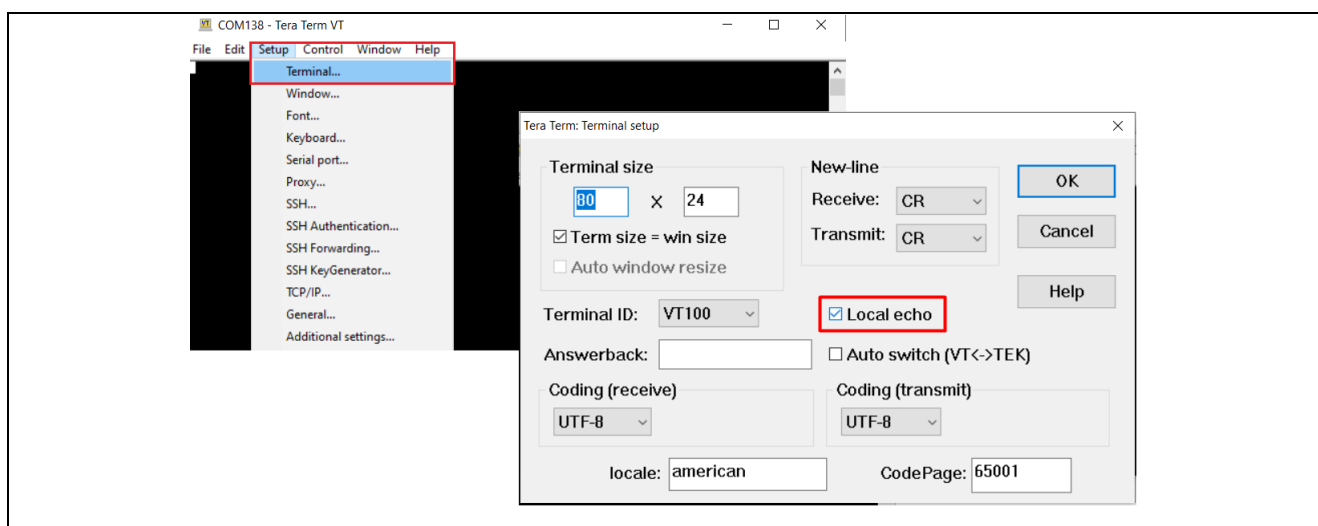 COM138 - Tera Term VT
File Edit Setup Control Window Help
Terminal...
Window...
Font...
Keyboard...
Serial port...
Proxy...
SSH...
SSH Authentication...
SSH Forwarding...
SSH KeyGenerator...
TCP/IP...
General...
Additional settings...
Tera Term: Terminal setup
Terminal size
80 X 24
Term size = win size
Auto window resize
New-line
Receive: CR
Transmit: CR
OK
Cancel
Help
Terminal ID: VT100
Local echo
Answerback:
Auto switch (VT<->TEK)
Coding (receive)
UTF-8
Coding (transmit)
UTF-8
locale: american
CodePage: 65001